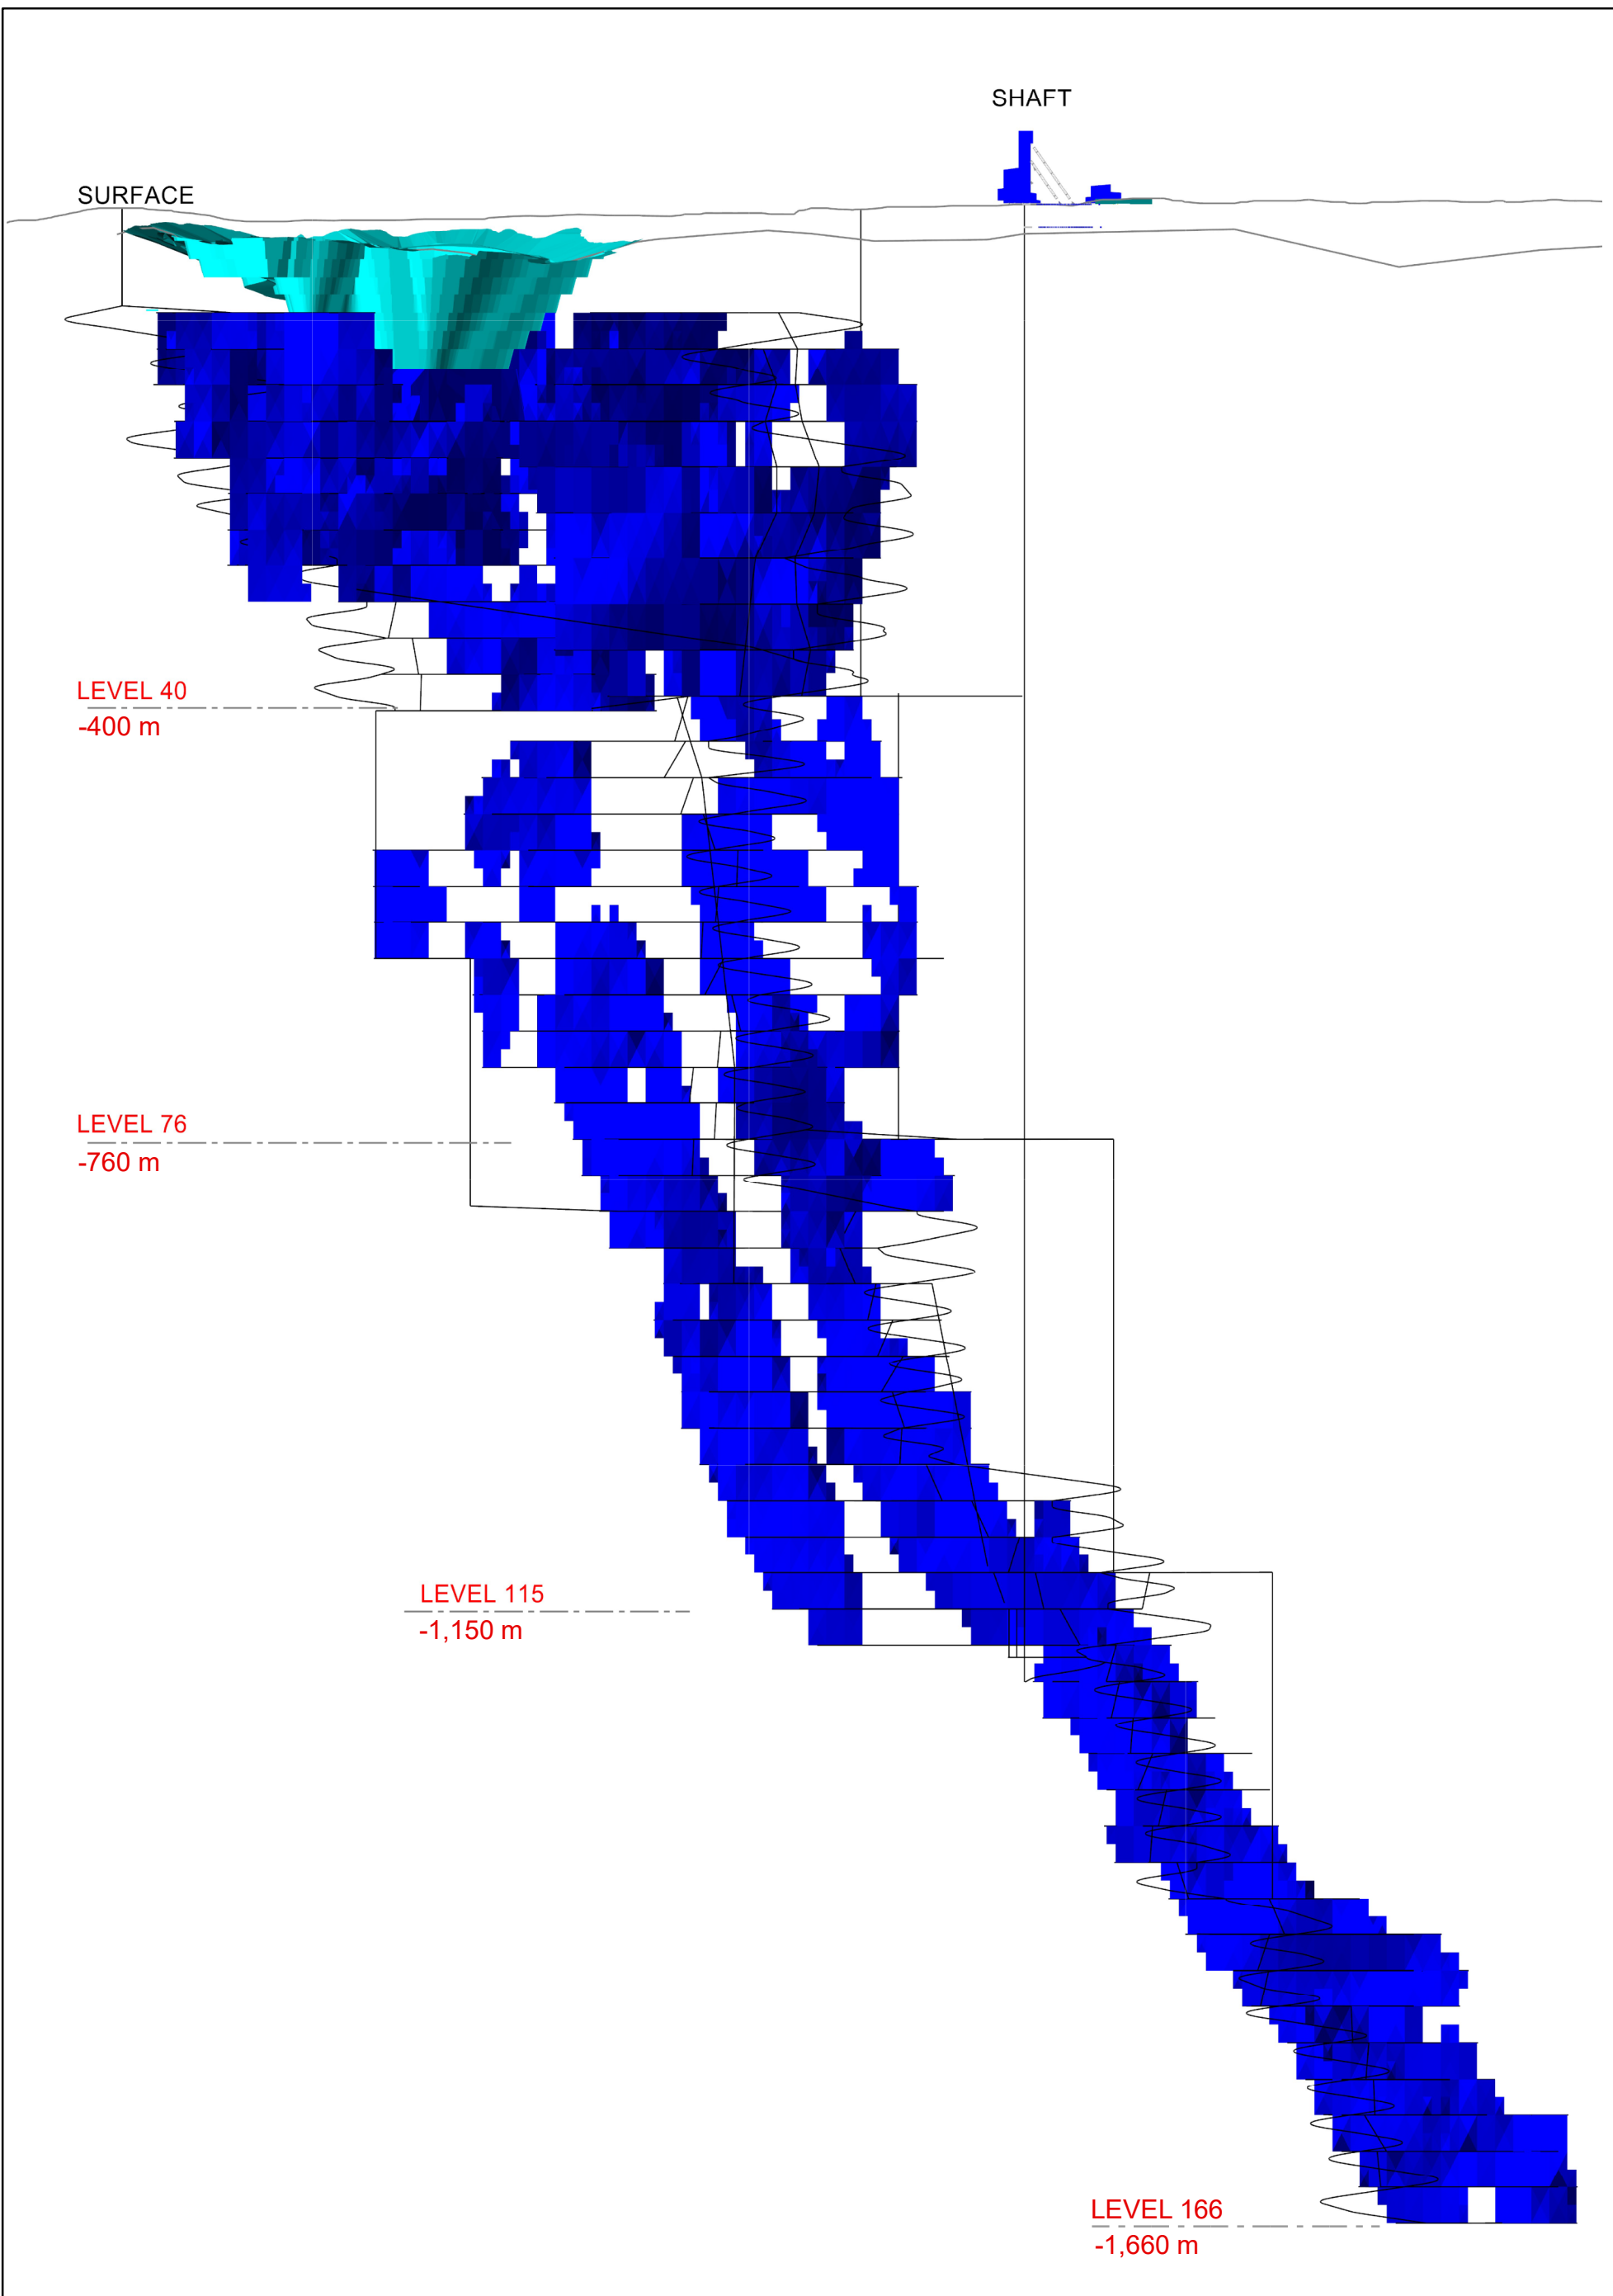 SHAFT
SURFACE
LEVEL 40
-400 m
LEVEL 76
-760 m
LEVEL 115
-1,150 m
LEVEL 166
-1,660 m